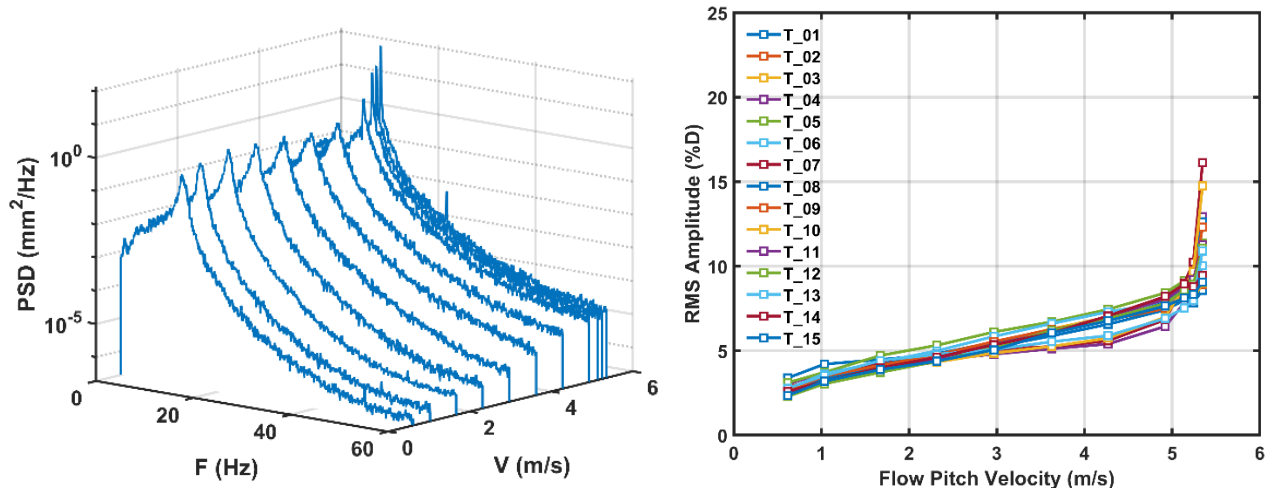 10^0
10^-5
PSD (mm^2/Hz)
0
20
40
60
F (Hz)
0
2
4
6
V (m/s)
25
20
15
10
5
0
RMS Amplitude (%D)
T_01
T_02
T_03
T_04
T_05
T_06
T_07
T_08
T_09
T_10
T_11
T_12
T_13
T_14
T_15
0 1 2 3 4 5 6
Flow Pitch Velocity (m/s)